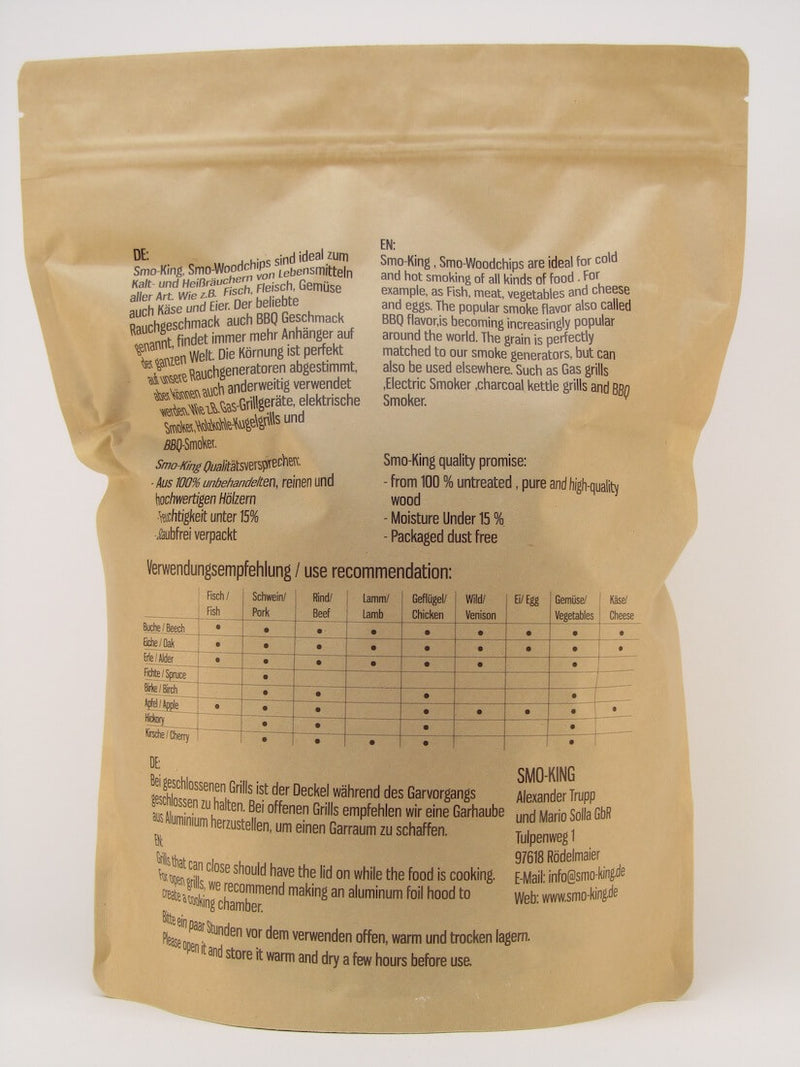 DE:
Smo-King, Smo-Woodchips sind ideal zum
Kalt- und Heißräuchern von Lebensmitteln
aller Art. Wie z.B. Fisch, Fleisch, Gemüse
auch Käse und Eier. Der beliebte
Rauchgeschmack auch BBQ Geschmack
genannt, findet immer mehr Anhänger auf
der ganzen Welt. Die Körnung ist perfekt
auf unsere Rauchgeneratoren abgestimmt,
aber können auch anderweitig verwendet
werden. Wie z.B. Gas-Grillgeräte, elektrische
Smoker, Holzkohle-Kugelgrills und
BBQ-Smoker.
Smo-King Qualitätsversprechen:
- Aus 100% unbehandelten, reinen und
hochwertigen Hölzern
- Feuchtigkeit unter 15%
- Staubfrei verpackt
EN:
Smo-King , Smo-Woodchips are ideal for cold
and hot smoking of all kinds of food . For
example, as Fish, meat, vegetables and cheese
and eggs. The popular smoke flavor also called
BBQ flavor,is becoming increasingly popular
around the world. The grain is perfectly
matched to our smoke generators, but can
also be used elsewhere. Such as Gas grills
,Electric Smoker ,charcoal kettle grills and BBQ
Smoker.
Smo-King quality promise:
- from 100 % untreated , pure and high-quality
wood
- Moisture Under 15 %
- Packaged dust free
Verwendungsempfehlung / use recommendation:
Fisch / Schwein/ Rind/ Lamm/ Geflügel/ Wild/ Ei/ Egg Gemüse/ Käse/
Fish Pork Beef Lamb Chicken Venison Vegetables Cheese
Buche / Beech • • • • • • • • •
Eiche / Oak • • • • • • • • •
Erle / Alder • • • • • • •
Fichte / Spruce •
Birke / Birch • • • •
Apfel / Apple • • • • • • • •
Hickory • • • •
Kirsche / Cherry • • • • •
DE:
Bei geschlossenen Grills ist der Deckel während des Garvorgangs
geschlossen zu halten. Bei offenen Grills empfehlen wir eine Garhaube
aus Aluminium herzustellen, um einen Garraum zu schaffen.
EN:
Grills that can close should have the lid on while the food is cooking.
For open grills, we recommend making an aluminum foil hood to
create a cooking chamber.
Bitte ein paar Stunden vor dem verwenden offen, warm und trocken lagern.
Please open it and store it warm and dry a few hours before use.
SMO-KING
Alexander Trupp
und Mario Solla GbR
Tulpenweg 1
97618 Rödelmaier
E-Mail: info@smo-king.de
Web: www.smo-king.de